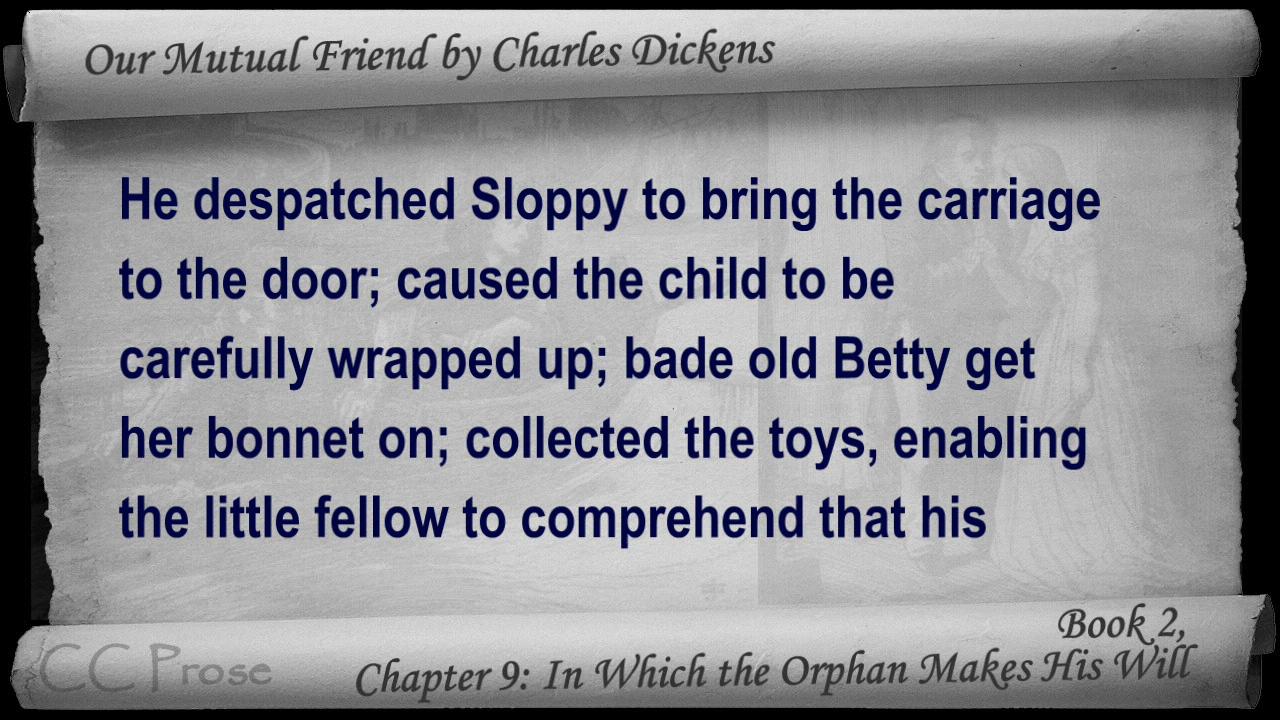 Our Mutual Friend by Charles Dickens
He despatched Sloppy to bring the carriage
to the door; caused the child to be
carefully wrapped up; bade old Betty get
her bonnet on; collected the toys, enabling
the little fellow to comprehend that his
Book 2,
Chapter 9: In Which the Orphan Makes His Will
CC Prose